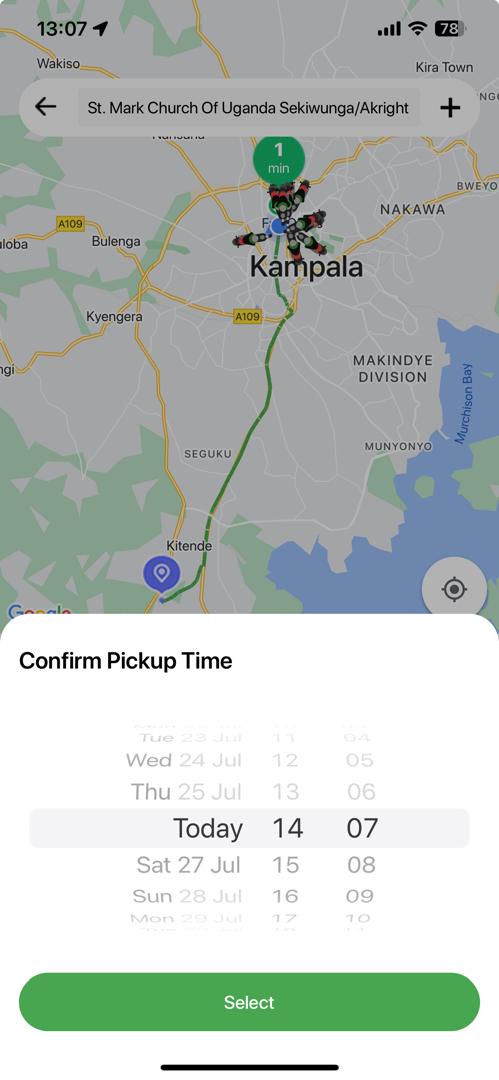 13:07
78
Wakiso
Kira Town
St. Mark Church Of Uganda Sekiwunga/Akright
Nansana
1
min
BWEYO
A109
NAKAWA
uloba
Bulenga
Kampala
Kyengera
A109
MAKINDYE
DIVISION
ngi
Murchison Bay
SEGUKU
MUNYONYO
Kitende
Google
Confirm Pickup Time
Tue 23 Jul 11 04
Wed 24 Jul 12 05
Thu 25 Jul 13 06
Today 14 07
Sat 27 Jul 15 08
Sun 28 Jul 16 09
Mon 29 Jul 17 10
Select